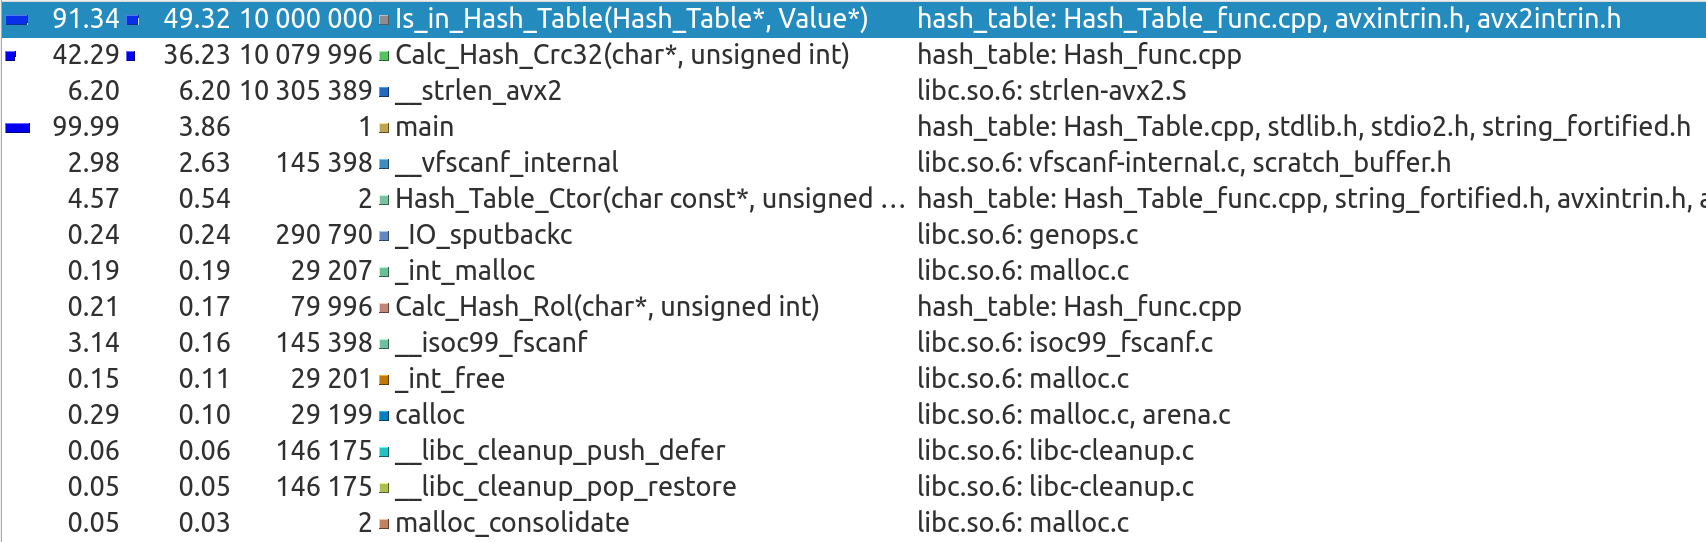 91.34 49.32 10 000 000 Is_in_Hash_Table(Hash_Table*, Value*) hash_table: Hash_Table_func.cpp, avxintrin.h, avx2intrin.h
42.29 36.23 10 079 996 Calc_Hash_Crc32(char*, unsigned int) hash_table: Hash_func.cpp
6.20 6.20 10 305 389 __strlen_avx2 libc.so.6: strlen-avx2.S
99.99 3.86 1 main hash_table: Hash_Table.cpp, stdlib.h, stdio2.h, string_fortified.h
2.98 2.63 145 398 __vfscanf_internal libc.so.6: vfscanf-internal.c, scratch_buffer.h
4.57 0.54 2 Hash_Table_Ctor(char const*, unsigned ... hash_table: Hash_Table_func.cpp, string_fortified.h, avxintrin.h, a
0.24 0.24 290 790 _IO_sputbackc libc.so.6: genops.c
0.19 0.19 29 207 _int_malloc libc.so.6: malloc.c
0.21 0.17 79 996 Calc_Hash_Rol(char*, unsigned int) hash_table: Hash_func.cpp
3.14 0.16 145 398 __isoc99_fscanf libc.so.6: isoc99_fscanf.c
0.15 0.11 29 201 _int_free libc.so.6: malloc.c
0.29 0.10 29 199 calloc libc.so.6: malloc.c, arena.c
0.06 0.06 146 175 __libc_cleanup_push_defer libc.so.6: libc-cleanup.c
0.05 0.05 146 175 __libc_cleanup_pop_restore libc.so.6: libc-cleanup.c
0.05 0.03 2 malloc_consolidate libc.so.6: malloc.c